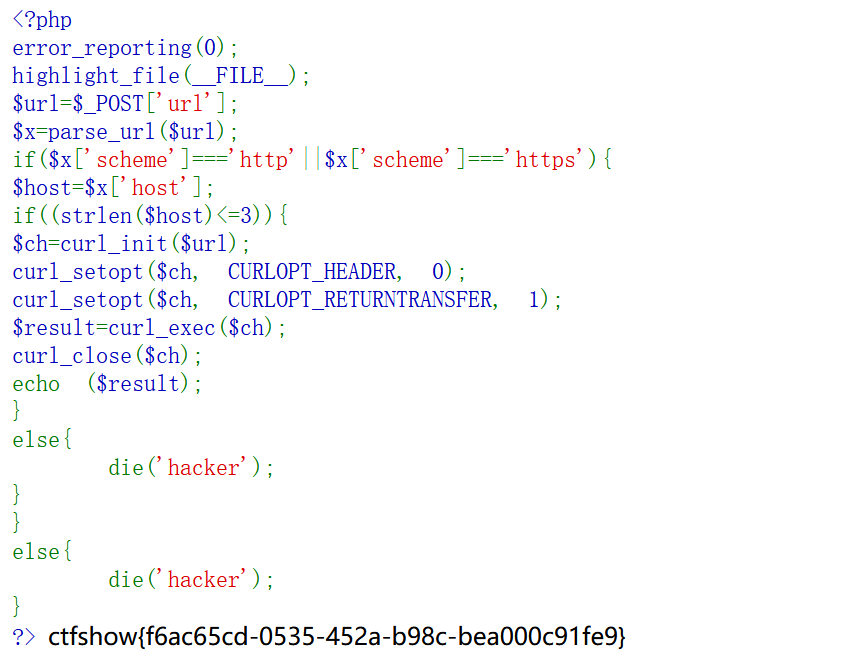 <?php
error_reporting(0);
highlight_file(__FILE__);
$url=$_POST['url'];
$x=parse_url($url);
if($x['scheme']==='http'||$x['scheme']==='https'){
$host=$x['host'];
if((strlen($host)<=3)){
$ch=curl_init($url);
curl_setopt($ch, CURLOPT_HEADER, 0);
curl_setopt($ch, CURLOPT_RETURNTRANSFER, 1);
$result=curl_exec($ch);
curl_close($ch);
echo ($result);
}
else{
die('hacker');
}
}
else{
die('hacker');
}
?> ctfshow{f6ac65cd-0535-452a-b98c-bea000c91fe9}